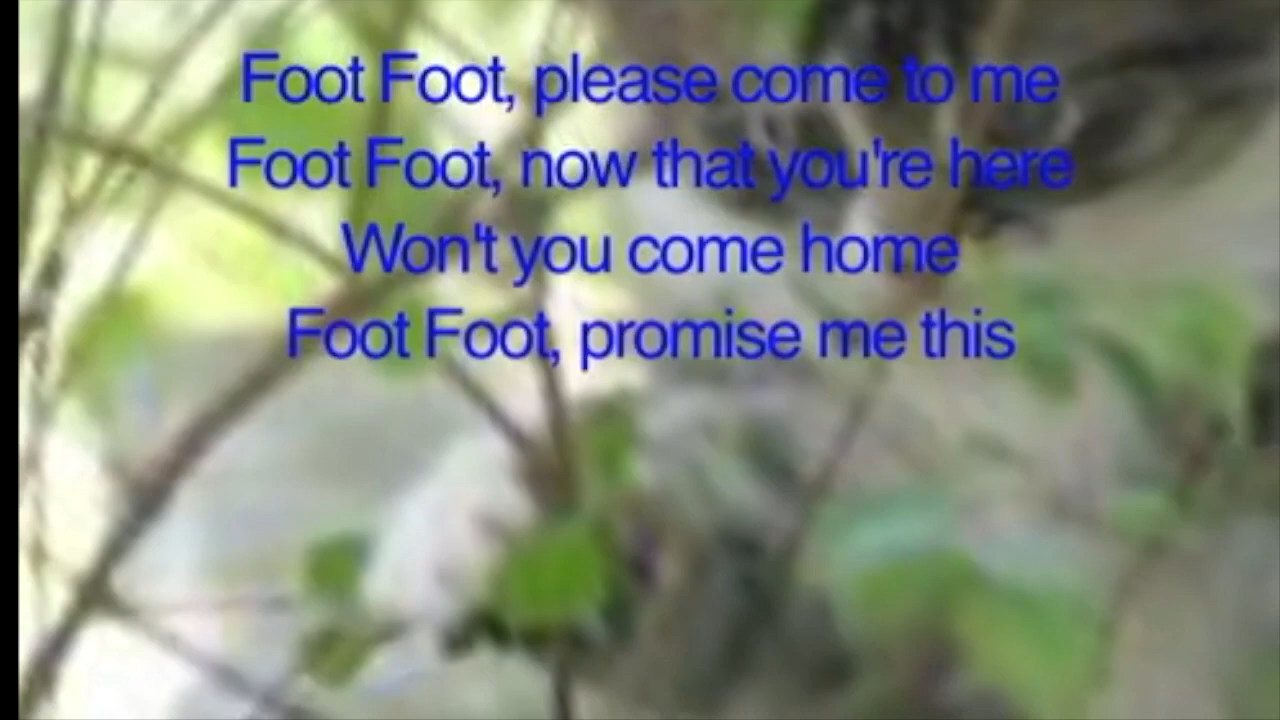 Foot Foot, please come to me
Foot Foot, now that you're here
Won't you come home
Foot Foot, promise me this